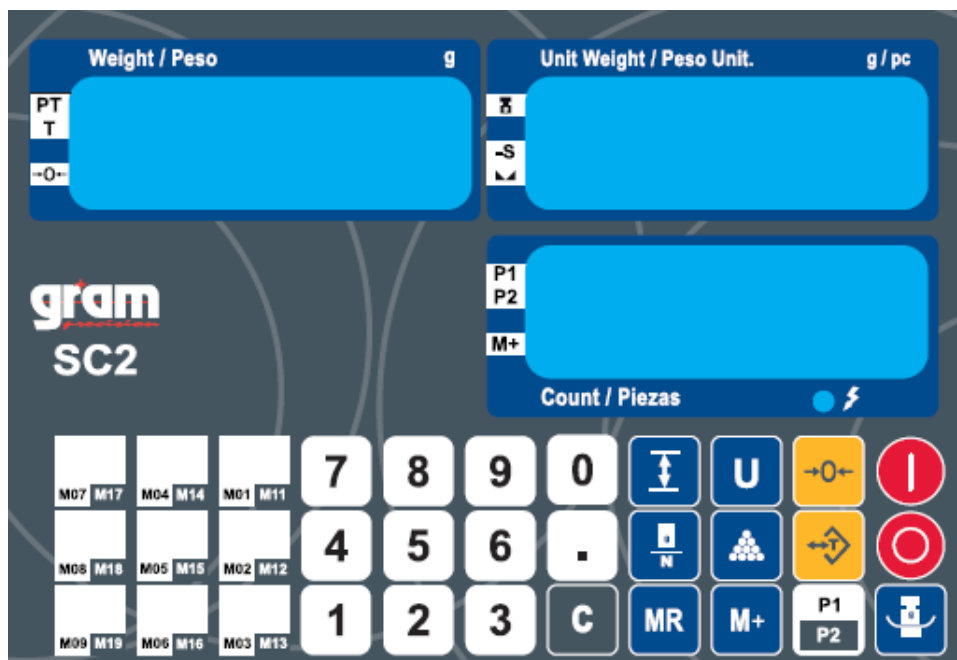 Weight / Peso g
Unit Weight / Peso Unit. g / pc
PT
T
→0←
-S
P1
P2
M+
Count / Piezas
gram
precision
SC2
M07 M17 M04 M14 M01 M11 7 8 9 0 U →0←
M08 M18 M05 M15 M02 M12 4 5 6 . N T
M09 M19 M06 M16 M03 M13 1 2 3 C MR M+ P1
P2